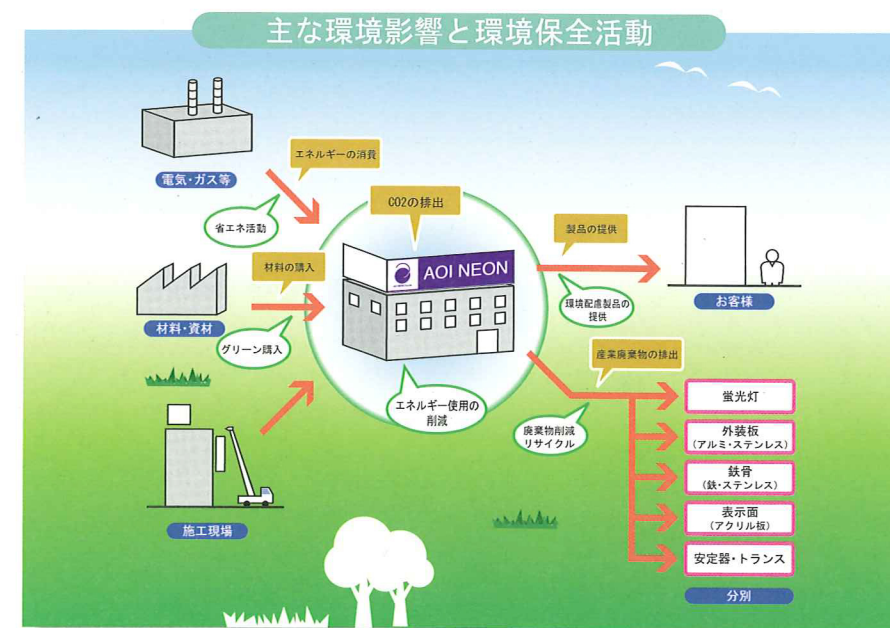 主な環境影響と環境保全活動
エネルギーの消費
電気・ガス等
省エネ活動
CO2の排出
材料の購入
AOI NEON
製品の提供
材料・資材
グリーン購入
環境配慮製品の
提供
お客様
エネルギー使用の
削減
産業廃棄物の排出
廃棄物削減
リサイクル
施工現場
蛍光灯
外装板
(アルミ・ステンレス)
鉄骨
(鉄・ステンレス)
表示面
(アクリル板)
安定器・トランス
分別